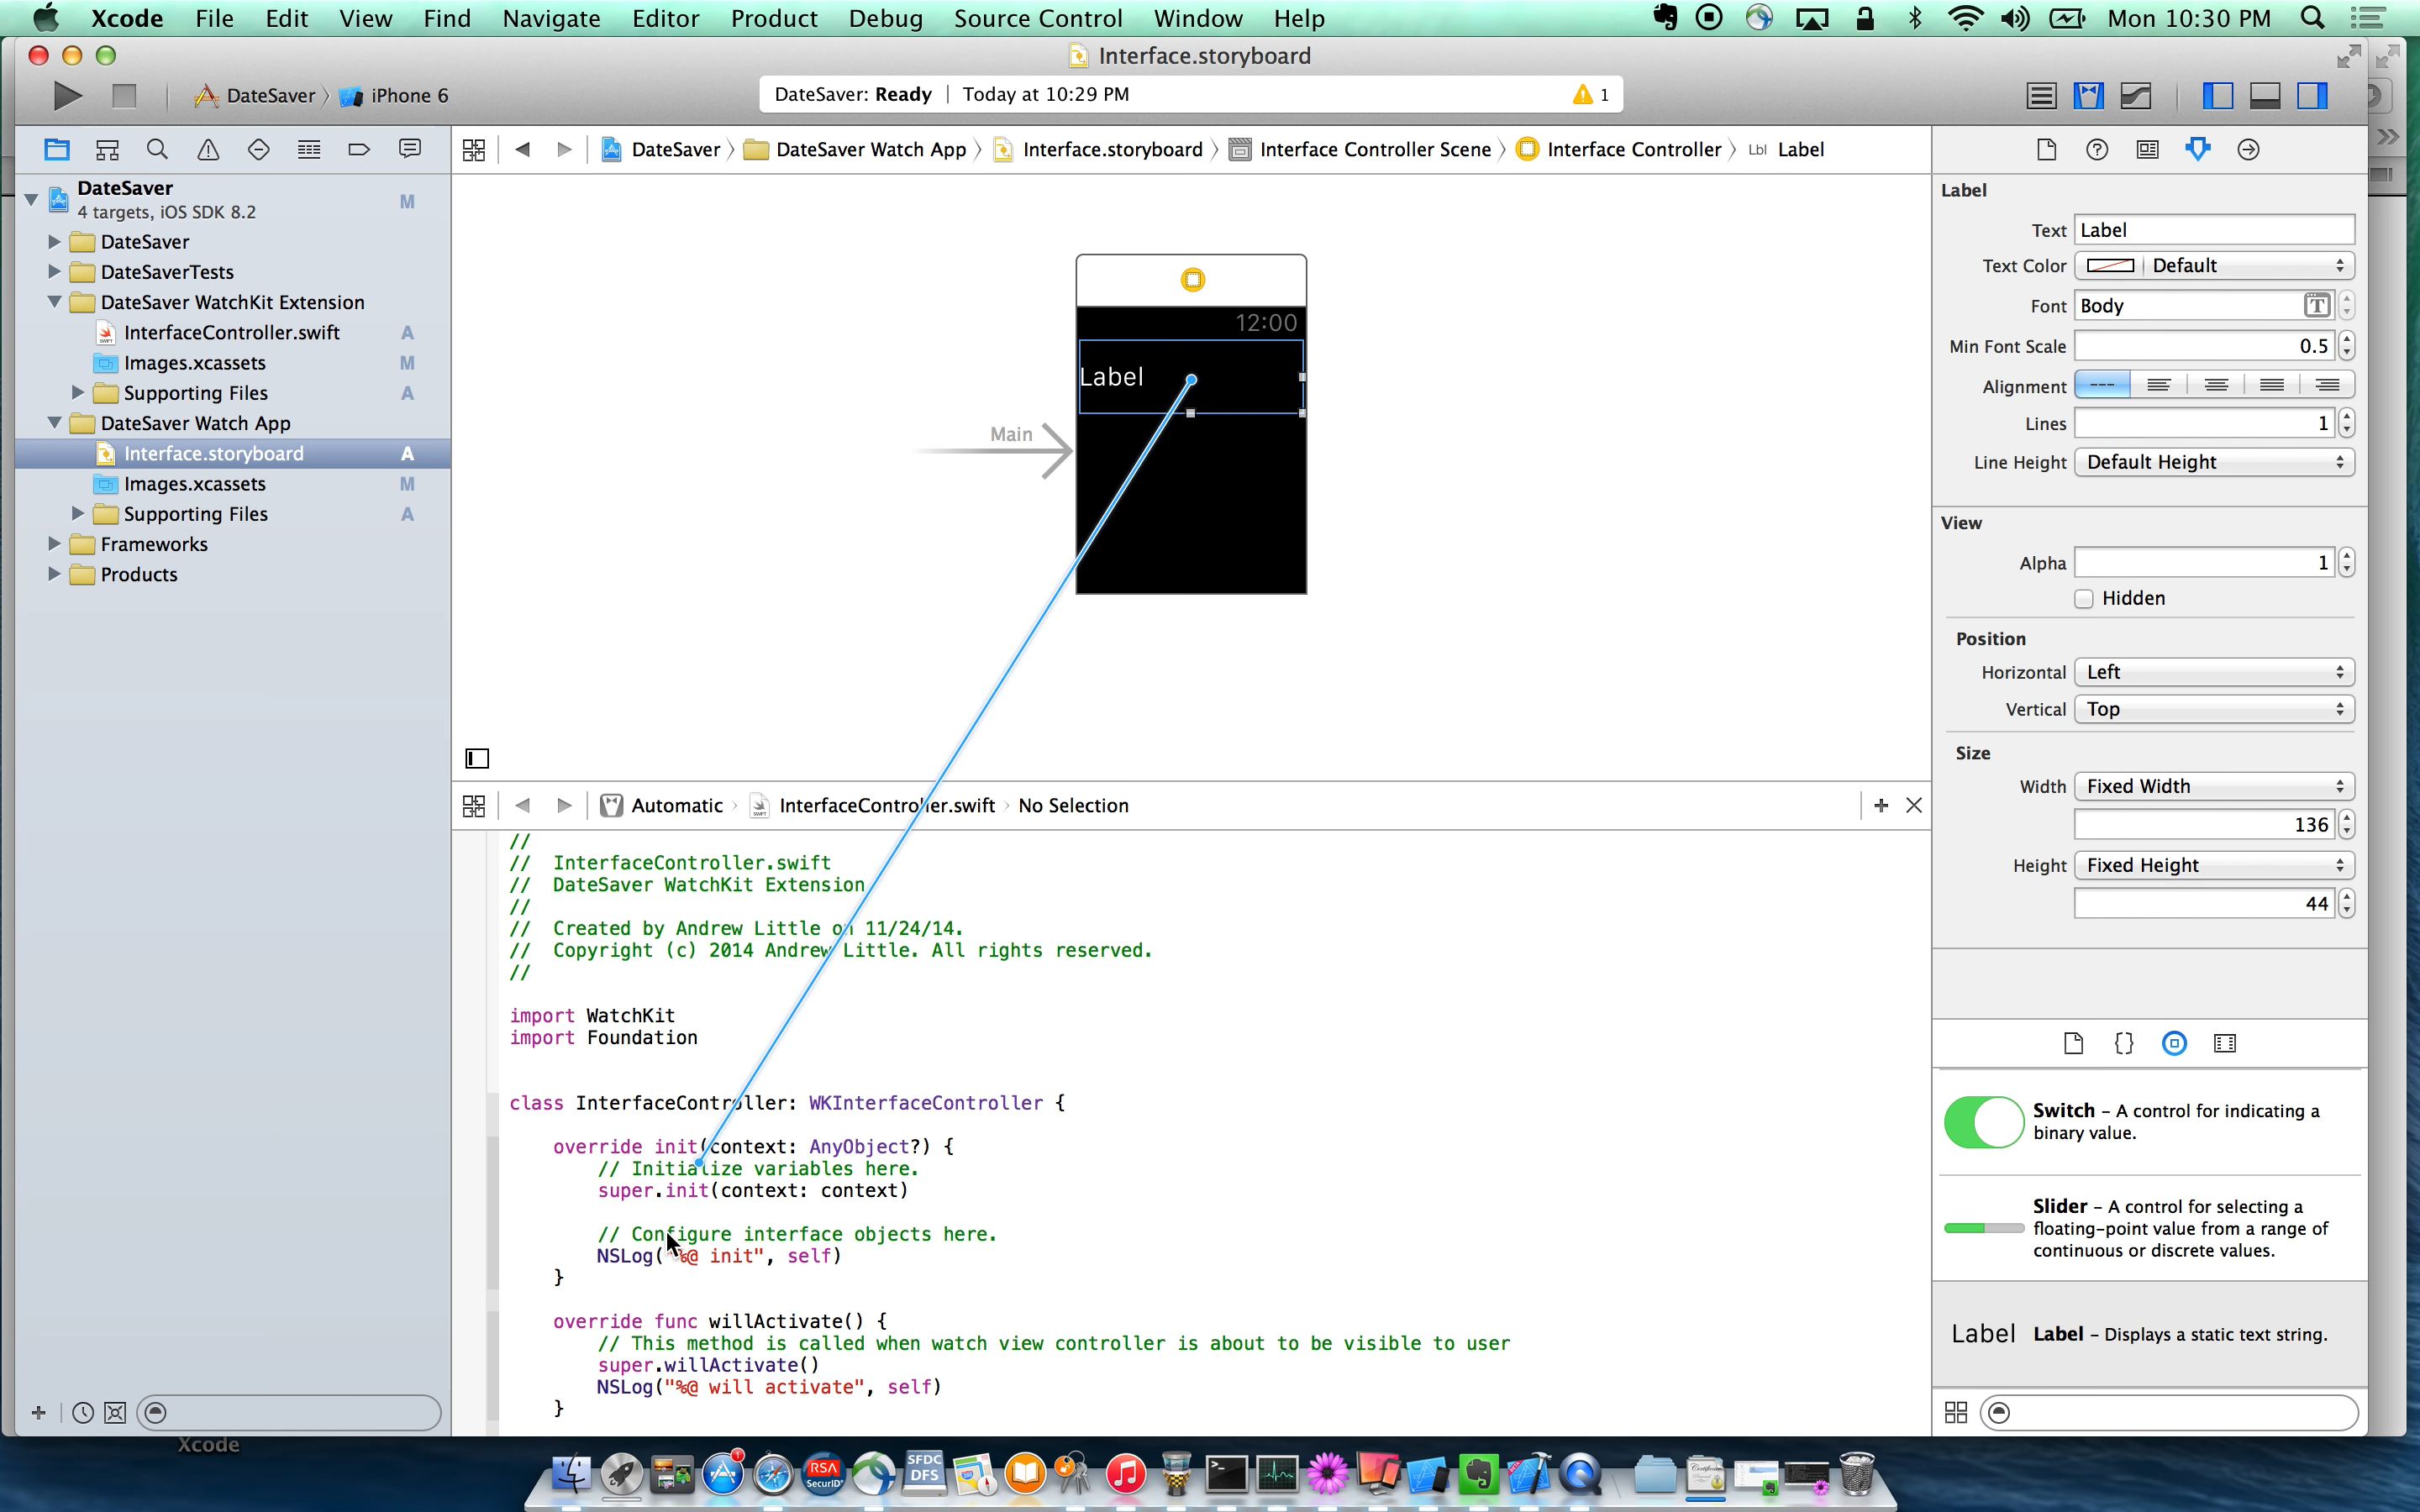 Xcode File Edit View Find Navigate Editor Product Debug Source Control Window Help Mon 10:30 PM
Interface.storyboard
DateSaver iPhone 6
DateSaver: Ready | Today at 10:29 PM 1
DateSaver DateSaver Watch App Interface.storyboard Interface Controller Scene Interface Controller Lbl Label
DateSaver M
4 targets, iOS SDK 8.2
DateSaver
DateSaverTests
DateSaver WatchKit Extension
InterfaceController.swift A
Images.xcassets M
Supporting Files A
DateSaver Watch App
Interface.storyboard A
Images.xcassets M
Supporting Files A
Frameworks
Products
12:00
Label
Main
Automatic InterfaceController.swift No Selection
//
// InterfaceController.swift
// DateSaver WatchKit Extension
//
// Created by Andrew Little on 11/24/14.
// Copyright (c) 2014 Andrew Little. All rights reserved.
//
import WatchKit
import Foundation
class InterfaceController: WKInterfaceController {
override init(context: AnyObject?) {
// Initialize variables here.
super.init(context: context)
// Configure interface objects here.
NSLog("%@ init", self)
}
override func willActivate() {
// This method is called when watch view controller is about to be visible to user
super.willActivate()
NSLog("%@ will activate", self)
}
Label
Text Label
Text Color Default
Font Body T
Min Font Scale 0.5
Alignment
Lines 1
Line Height Default Height
View
Alpha 1
Hidden
Position
Horizontal Left
Vertical Top
Size
Width Fixed Width
136
Height Fixed Height
44
Switch – A control for indicating a
binary value.
Slider – A control for selecting a
floating-point value from a range of
continuous or discrete values.
Label Label – Displays a static text string.
Xcode
1
RSA
SecurID
SFDC
DFS